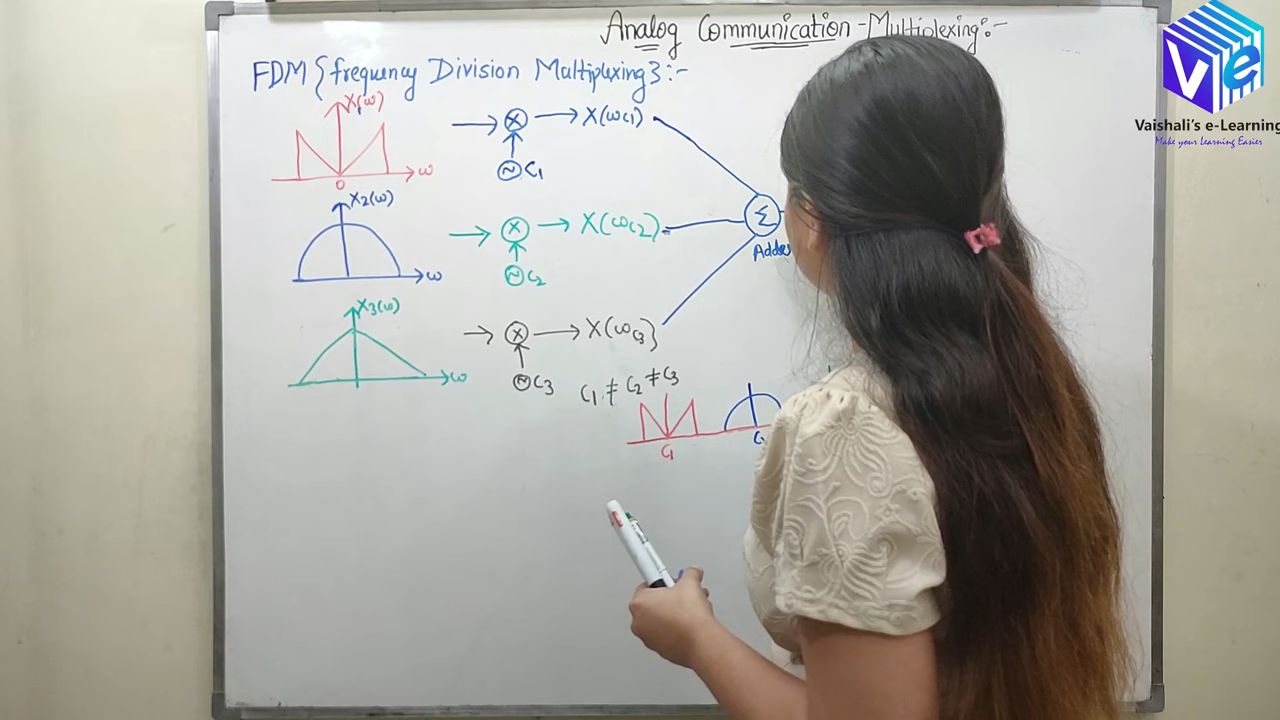 Analog Communication - Multiplexing :-
Ve
Vaishali's e-Learning
Make your Learning Easier
FDM {frequency Division Multiplexing} :-
X1(ω)
ω
0
→ ⊗ → X(ωc1)
~ C1
X2(ω)
ω
→ ⊗ → X(ωc2)
~ C2
Σ
Adder
X3(ω)
ω
→ ⊗ → X(ωc3)
~ C3
C1 ≠ C2 ≠ C3
C1